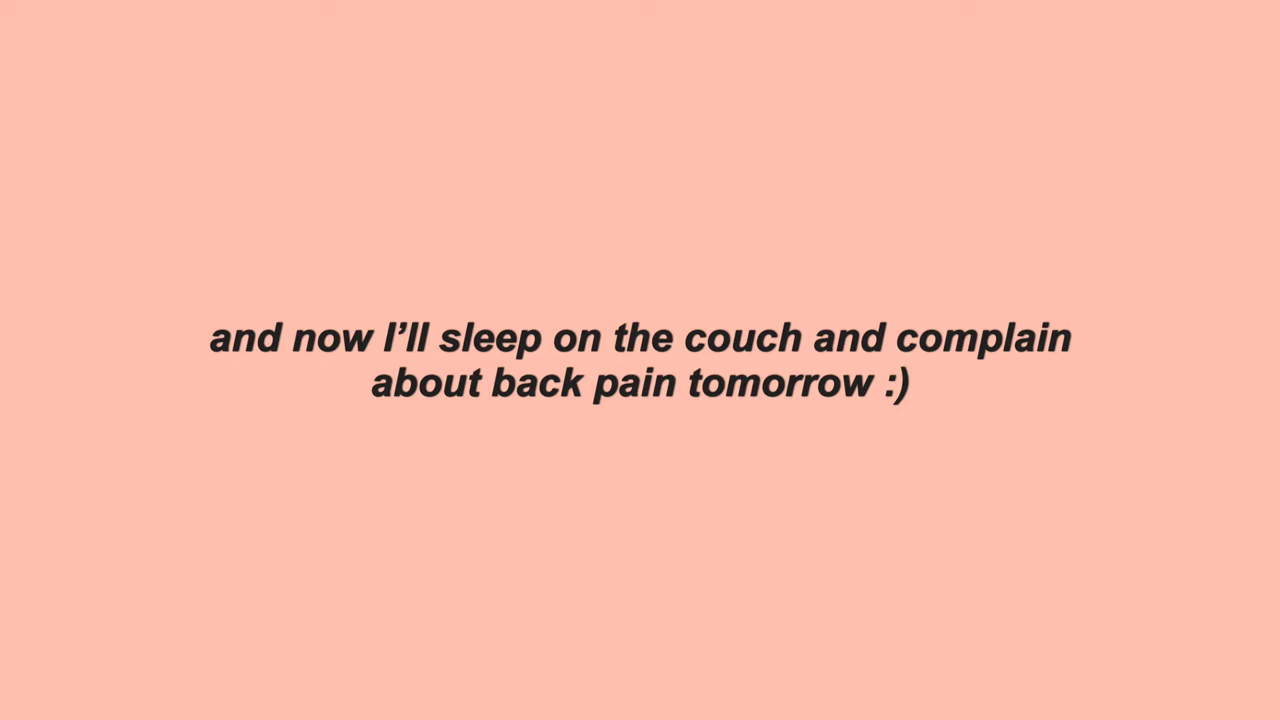 and now I’ll sleep on the couch and complain
about back pain tomorrow :)